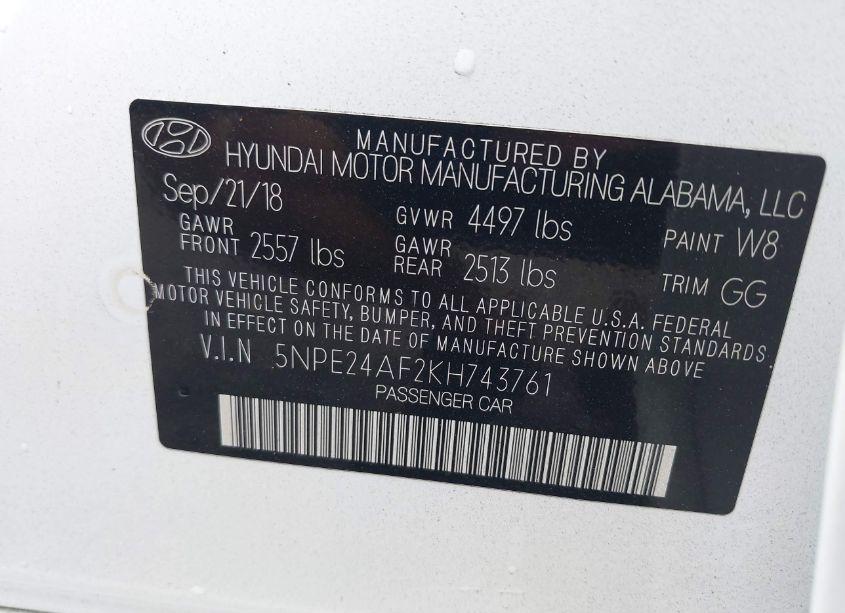 MANUFACTURED BY
HYUNDAI MOTOR MANUFACTURING ALABAMA, LLC
Sep/21/18 GVWR 4497 lbs PAINT W8
GAWR FRONT 2557 lbs GAWR REAR 2513 lbs TRIM GG
THIS VEHICLE CONFORMS TO ALL APPLICABLE U.S.A. FEDERAL
MOTOR VEHICLE SAFETY, BUMPER, AND THEFT PREVENTION STANDARDS
IN EFFECT ON THE DATE OF MANUFACTURE SHOWN ABOVE
V.I.N 5NPE24AF2KH743761
PASSENGER CAR